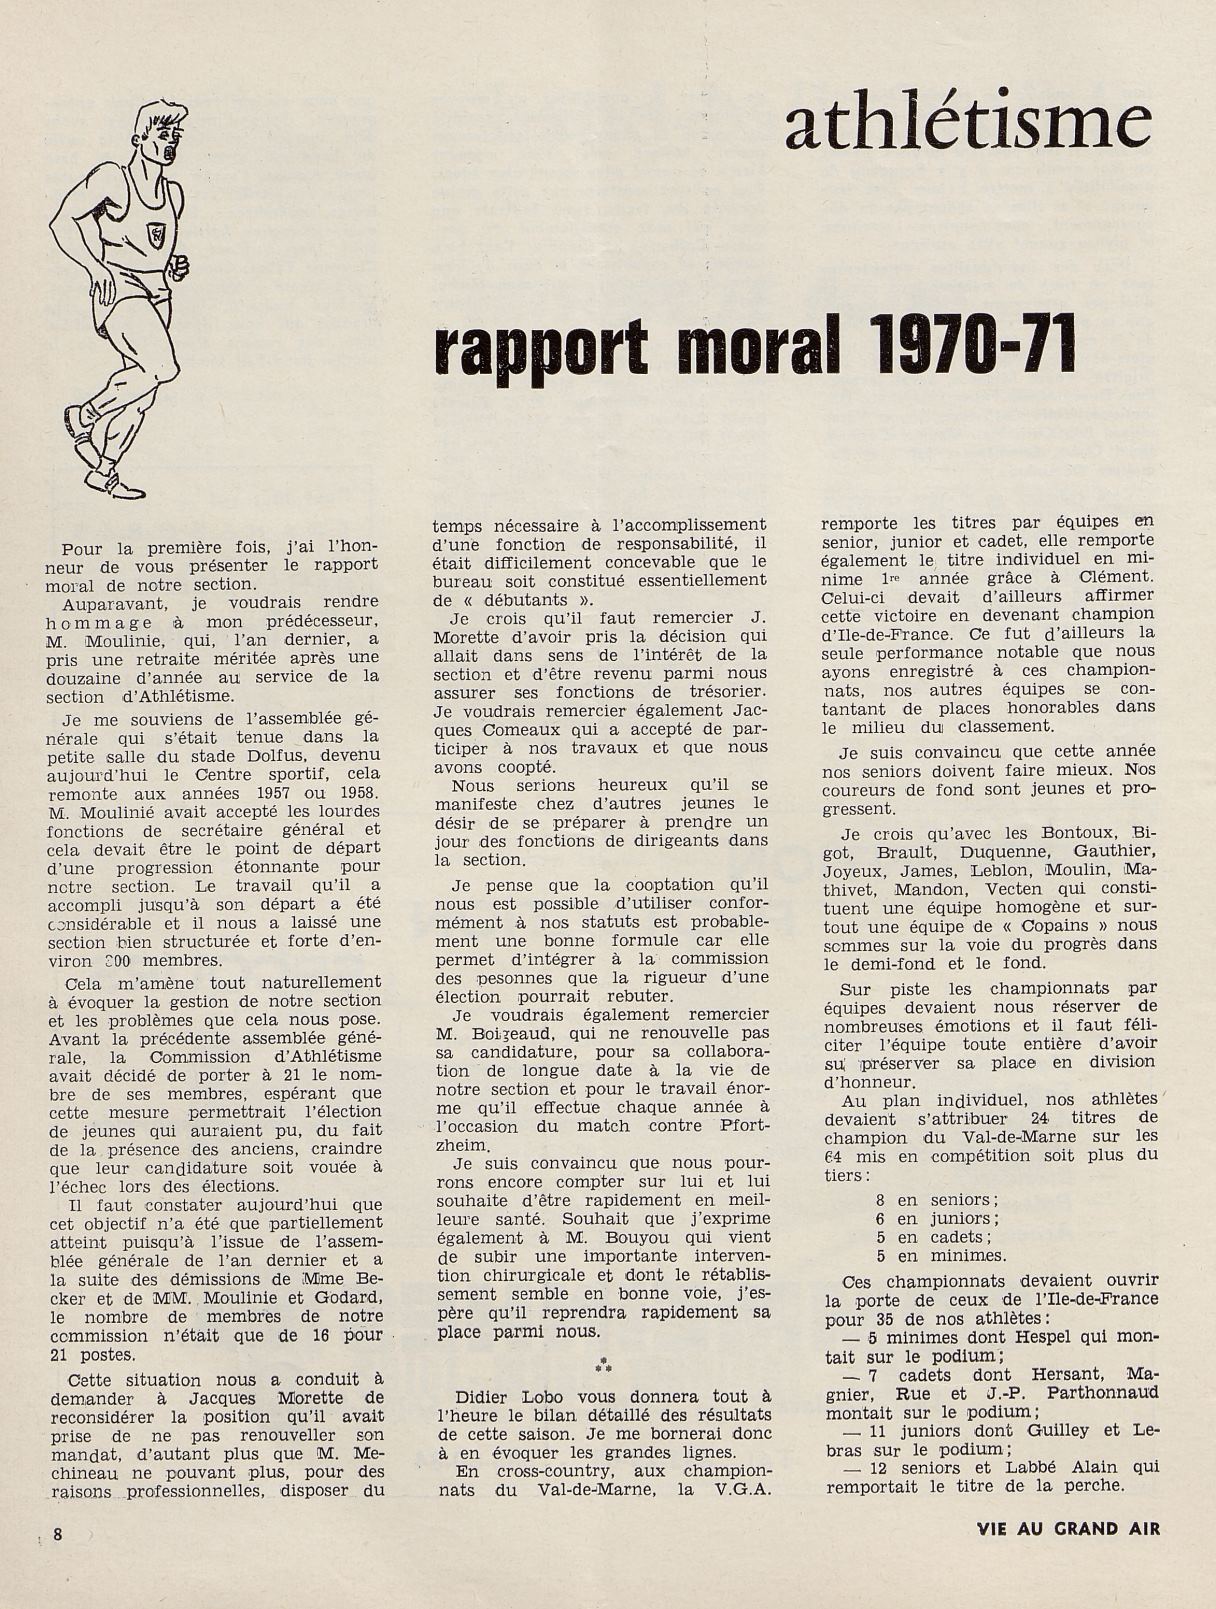 athlétisme
rapport moral 1970-71
Pour la première fois, j'ai l'hon-
neur de vous présenter le rapport
moral de notre section.
Auparavant, je voudrais rendre
hommage à mon prédécesseur,
M. Moulinie, qui, l'an dernier, a
pris une retraite méritée après une
douzaine d'année au service de la
section d'Athlétisme.
Je me souviens de l'assemblée gé-
nérale qui s'était tenue dans la
petite salle du stade Dolfus, devenu
aujourd'hui le Centre sportif, cela
remonte aux années 1957 ou 1958.
M. Moulinié avait accepté les lourdes
fonctions de secrétaire général et
cela devait être le point de départ
d'une progression étonnante pour
notre section. Le travail qu'il a
accompli jusqu'à son départ a été
considérable et il nous a laissé une
section bien structurée et forte d'en-
viron membres.
Cela m'amène tout naturellement
à évoquer la gestion de notre section
et les problèmes que cela nous pose.
Avant la précédente assemblée géné-
rale, la Commission d'Athlétisme
avait décidé de porter à 21 le nom-
bre de ses membres, espérant que
cette mesure permettrait l'élection
de jeunes qui auraient pu, du fait
de la présence des anciens, craindre
que leur candidature soit vouée à
l'échec lors des élections.
Il faut constater aujourd'hui que
cet objectif n'a été que partiellement
atteint puisqu'à l'issue de l'assem-
blée générale de l'an dernier et a
la suite des démissions de Mme Be-
cker et de MM. Moulinie et Godard,
le nombre de membres de notre
commission n'était que de 16 pour
21 postes.
Cette situation nous a conduit à
demander à Jacques Morette de
reconsidérer la position qu'il avait
prise de ne pas renouveller son
mandat, d'autant plus que M. Me-
chineau ne pouvant plus, pour des
raisons professionnelles, disposer du
temps nécessaire à l'accomplissement
d'une fonction de responsabilité, il
était difficilement concevable que le
bureau soit constitué essentiellement
de « débutants ».
Je crois qu'il faut remercier J.
Morette d'avoir pris la décision qui
allait dans sens de l'intérêt de la
section et d'être revenu parmi nous
assurer ses fonctions de trésorier.
Je voudrais remercier également Jac-
ques Comeaux qui a accepté de par-
ticiper à nos travaux et que nous
avons coopté.
Nous serions heureux qu'il se
manifeste chez d'autres jeunes le
désir de se préparer à prendre un
jour des fonctions de dirigeants dans
la section.
Je pense que la cooptation qu'il
nous est possible d'utiliser confor-
mément à nos statuts est probable-
ment une bonne formule car elle
permet d'intégrer à la commission
des pesonnes que la rigueur d'une
élection pourrait rebuter.
Je voudrais également remercier
M. Boizeaud, qui ne renouvelle pas
sa candidature, pour sa collabora-
tion de longue date à la vie de
notre section et pour le travail énor-
me qu'il effectue chaque année à
l'occasion du match contre Pfort-
zheim.
Je suis convaincu que nous pour-
rons encore compter sur lui et lui
souhaite d'être rapidement en meil-
leure santé. Souhait que j'exprime
également à M. Bouyou qui vient
de subir une importante interven-
tion chirurgicale et dont le rétablis-
sement semble en bonne voie, j'es-
père qu'il reprendra rapidement sa
place parmi nous.
***
Didier Lobo vous donnera tout à
l'heure le bilan détaillé des résultats
de cette saison. Je me bornerai donc
à en évoquer les grandes lignes.
En cross-country, aux champion-
nats du Val-de-Marne, la V.G.A.
remporte les titres par équipes en
senior, junior et cadet, elle remporte
également le titre individuel en mi-
nime 1re année grâce à Clément.
Celui-ci devait d'ailleurs affirmer
cette victoire en devenant champion
d'Ile-de-France. Ce fut d'ailleurs la
seule performance notable que nous
ayons enregistré à ces champion-
nats, nos autres équipes se con-
tantant de places honorables dans
le milieu du classement.
Je suis convaincu que cette année
nos seniors doivent faire mieux. Nos
coureurs de fond sont jeunes et pro-
gressent.
Je crois qu'avec les Bontoux, Bi-
got, Brault, Duquenne, Gauthier,
Joyeux, James, Leblon, Moulin, Ma-
thivet, Mandon, Vecten qui consti-
tuent une équipe homogène et sur-
tout une équipe de « Copains » nous
sommes sur la voie du progrès dans
le demi-fond et le fond.
Sur piste les championnats par
équipes devaient nous réserver de
nombreuses émotions et il faut féli-
citer l'équipe toute entière d'avoir
su préserver sa place en division
d'honneur.
Au plan individuel, nos athlètes
devaient s'attribuer 24 titres de
champion du Val-de-Marne sur les
64 mis en compétition soit plus du
tiers :
8 en seniors ;
6 en juniors ;
5 en cadets ;
5 en minimes.
Ces championnats devaient ouvrir
la porte de ceux de l'Ile-de-France
pour 35 de nos athlètes :
— 5 minimes dont Hespel qui mon-
tait sur le podium ;
— 7 cadets dont Hersant, Ma-
gnier, Rue et J.-P. Parthonnaud
montait sur le podium ;
— 11 juniors dont Guilley et Le-
bras sur le podium ;
— 12 seniors et Labbé Alain qui
remportait le titre de la perche.
8
VIE AU GRAND AIR